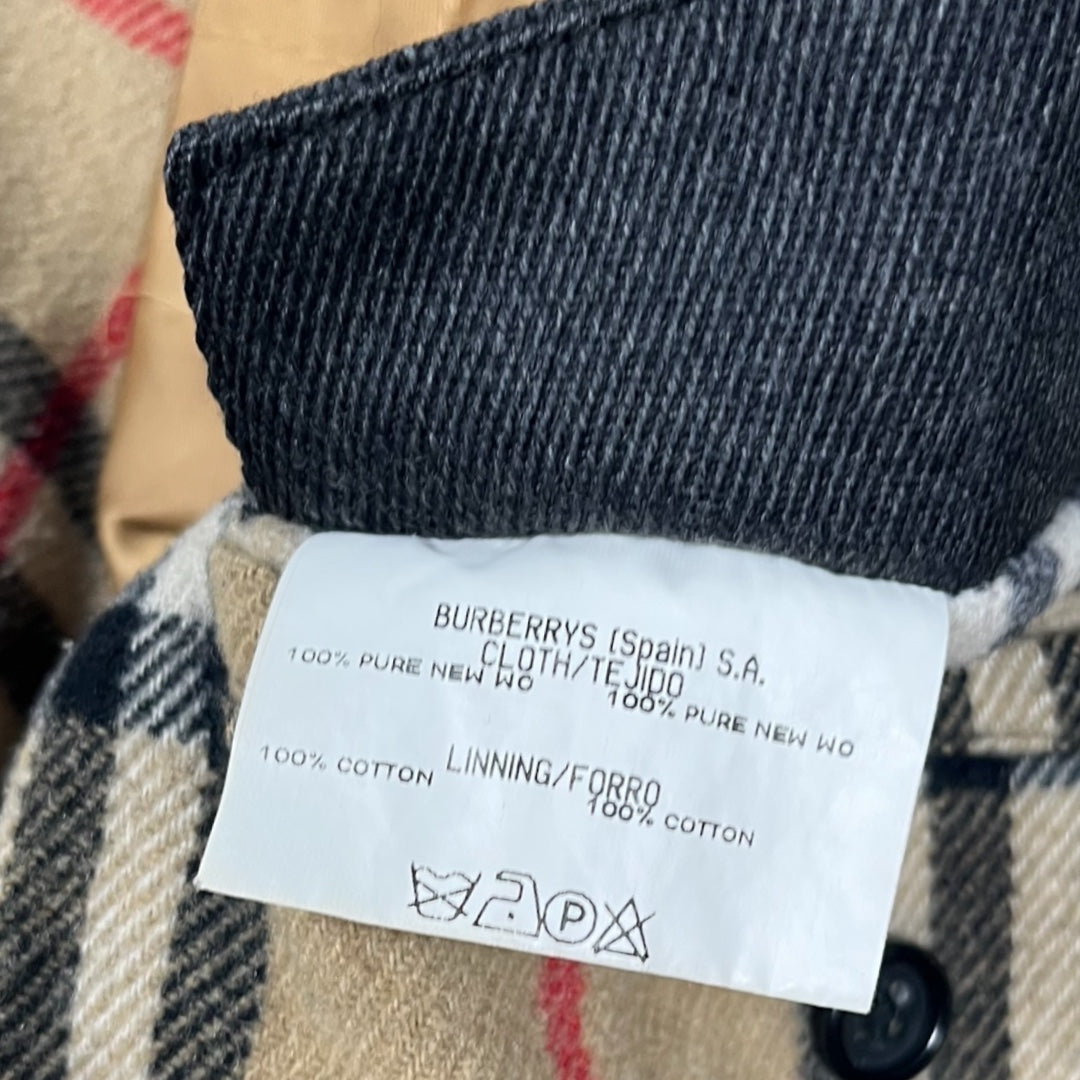 BURBERRYS (Spain) S.A.
CLOTH/TEJIDO
100% PURE NEW WO 100% PURE NEW WO
LINNING/FORRO
100% COTTON 100% COTTON
P